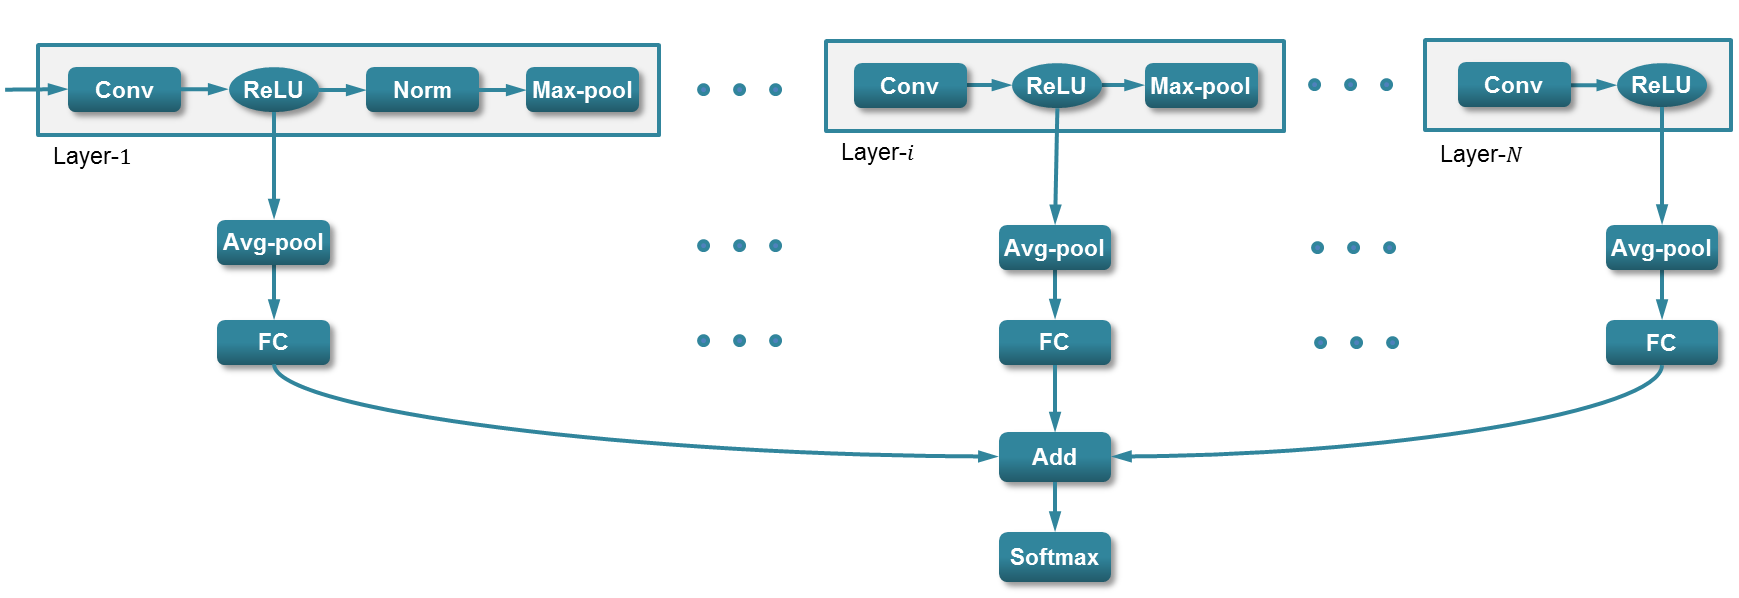 Conv ReLU Norm Max-pool Conv ReLU Max-pool Conv ReLU
Layer-1 Layer-i Layer-N
Avg-pool Avg-pool Avg-pool
FC FC FC
Add
Softmax